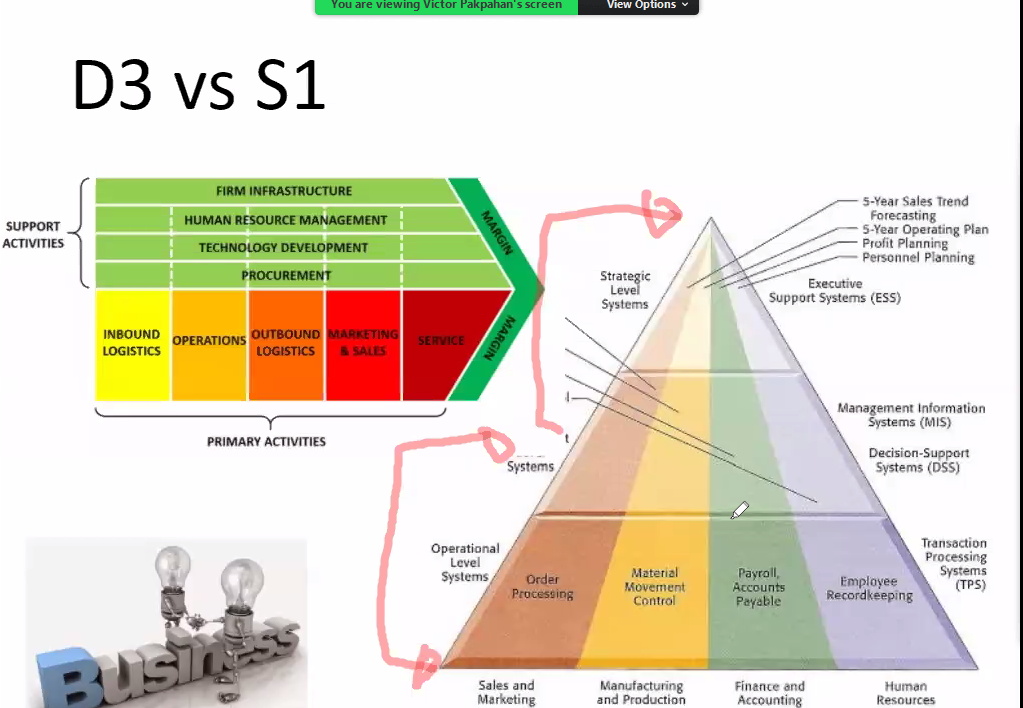 You are viewing Victor Pakpahan's screen
View Options
D3 vs S1
SUPPORT
ACTIVITIES
FIRM INFRASTRUCTURE
HUMAN RESOURCE MANAGEMENT
TECHNOLOGY DEVELOPMENT
PROCUREMENT
MARGIN
INBOUND
LOGISTICS
OPERATIONS
OUTBOUND
LOGISTICS
MARKETING
& SALES
SERVICE
MARGIN
PRIMARY ACTIVITIES
Business
5-Year Sales Trend
Forecasting
5-Year Operating Plan
Profit Planning
Personnel Planning
Strategic
Level
Systems
Executive
Support Systems (ESS)
Management Information
Systems (MIS)
Decision-Support
Systems (DSS)
t
Systems
Operational
Level
Systems
Order
Processing
Material
Movement
Control
Payroll,
Accounts
Payable
Employee
Recordkeeping
Transaction
Processing
Systems
(TPS)
Sales and
Marketing
Manufacturing
and Production
Finance and
Accounting
Human
Resources